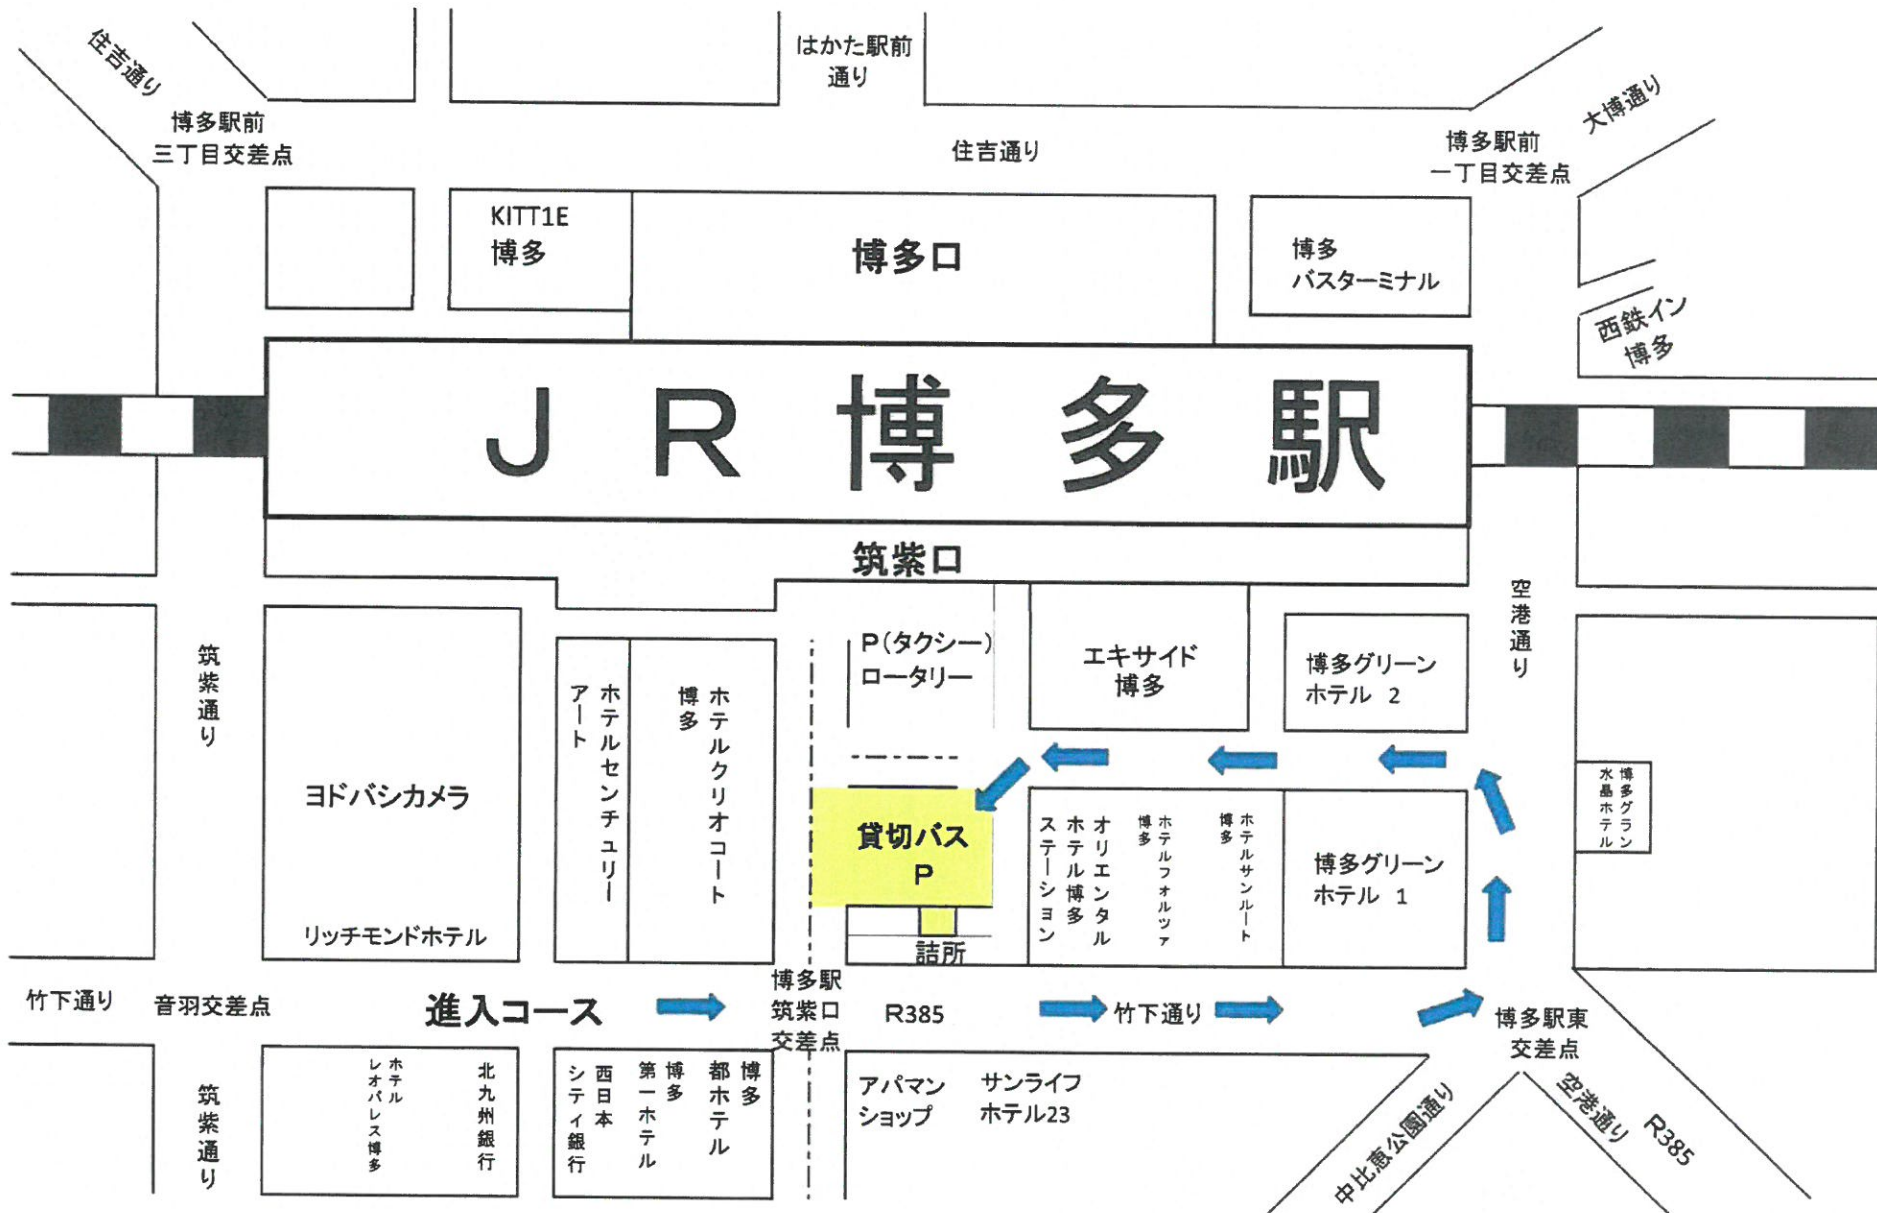 住吉通り
はかた駅前
通り
大博通り
博多駅前
三丁目交差点
住吉通り
博多駅前
一丁目交差点
KITT1E
博多
博多口
博多
バスターミナル
西鉄イン
博多
JR博多駅
筑紫口
空港通り
筑紫通り
ヨドバシカメラ
リッチモンドホテル
ホテルセンチュリー
アート
ホテルクリオコート
博多
P(タクシー)
ロータリー
エキサイド
博多
博多グリーン
ホテル 2
貸切バス
P
詰所
オリエンタル
ホテル博多
ステーション
ホテルフォルツァ
博多
ホテルサンルート
博多
博多グリーン
ホテル 1
博多グラン
水晶ホテル
竹下通り
音羽交差点
進入コース
博多駅
筑紫口
交差点
R385
竹下通り
博多駅東
交差点
筑紫通り
ホテル
レオパレス博多
北九州銀行
西日本
シティ銀行
博多
第一ホテル
博多
都ホテル
アパマン
ショップ
サンライフ
ホテル23
中比恵公園通り
空港通り
R385